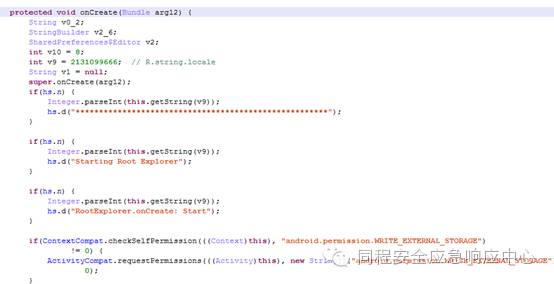 protected void onCreate(Bundle arg12) {
    String v0_2;
    StringBuilder v2_6;
    SharedPreferences$Editor v2;
    int v10 = 8;
    int v9 = 2131099666;  // R.string.locale
    String v1 = null;
    super.onCreate(arg12);
    if(hs.n) {
        Integer.parseInt(this.getString(v9));
        hs.d("******************************************************");
    }

    if(hs.n) {
        Integer.parseInt(this.getString(v9));
        hs.d("Starting Root Explorer");
    }

    if(hs.n) {
        Integer.parseInt(this.getString(v9));
        hs.d("RootExplorer.onCreate: Start");
    }

    if(ContextCompat.checkSelfPermission(((Context)this), "android.permission.WRITE_EXTERNAL_STORAGE")
            != 0) {
        ActivityCompat.requestPermissions(((Activity)this), new
                0);
    }
同程安全应急响应中心